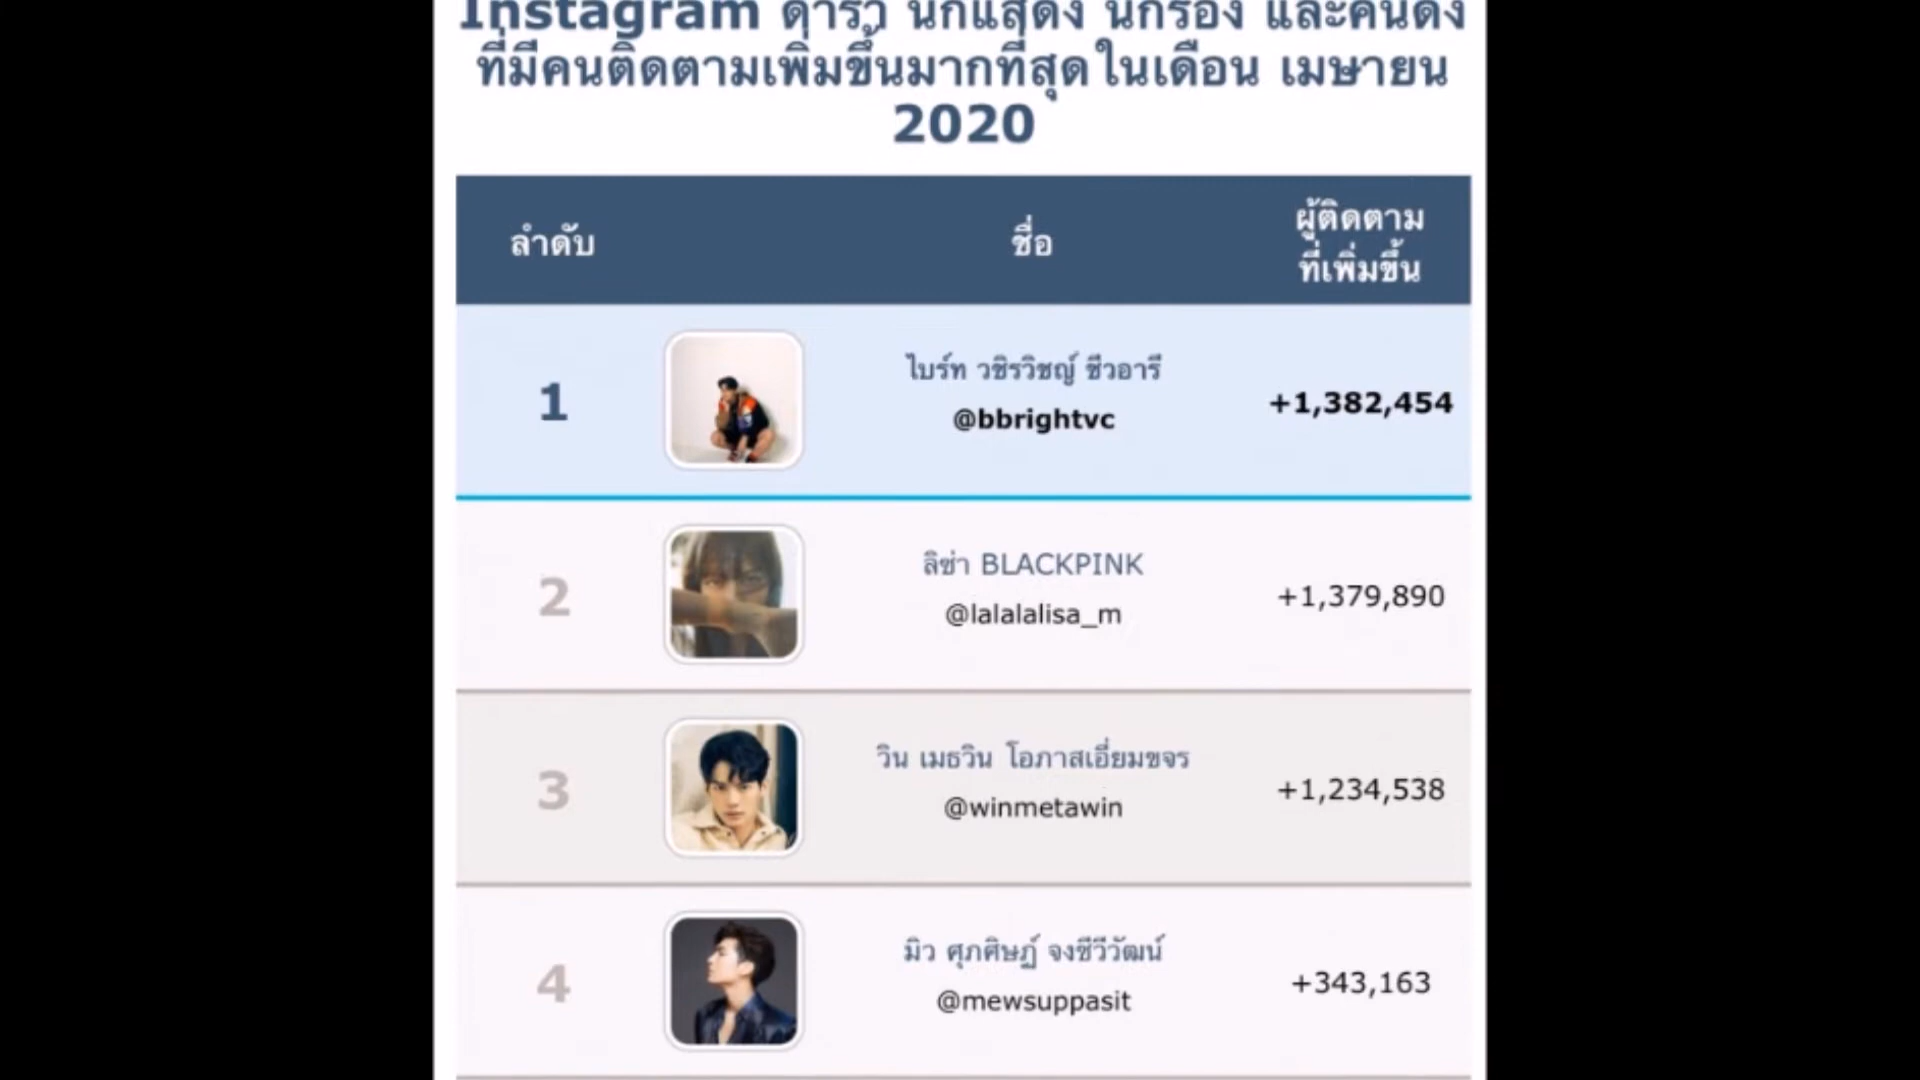 Instagram ดารา นักแสดง นักร้อง และคนดัง
ที่มีคนติดตามเพิ่มขึ้นมากที่สุดในเดือน เมษายน
2020
ลำดับ
ชื่อ
ผู้ติดตาม
ที่เพิ่มขึ้น
1
ไบร์ท วชิรวิชญ์ ชีวอารี
@bbrightvc
+1,382,454
2
ลิซ่า BLACKPINK
@lalalalisa_m
+1,379,890
3
วิน เมธวิน โอภาสเอี่ยมขจร
@winmetawin
+1,234,538
4
มิว ศุภศิษฏ์ จงชีวีวัฒน์
@mewsuppasit
+343,163